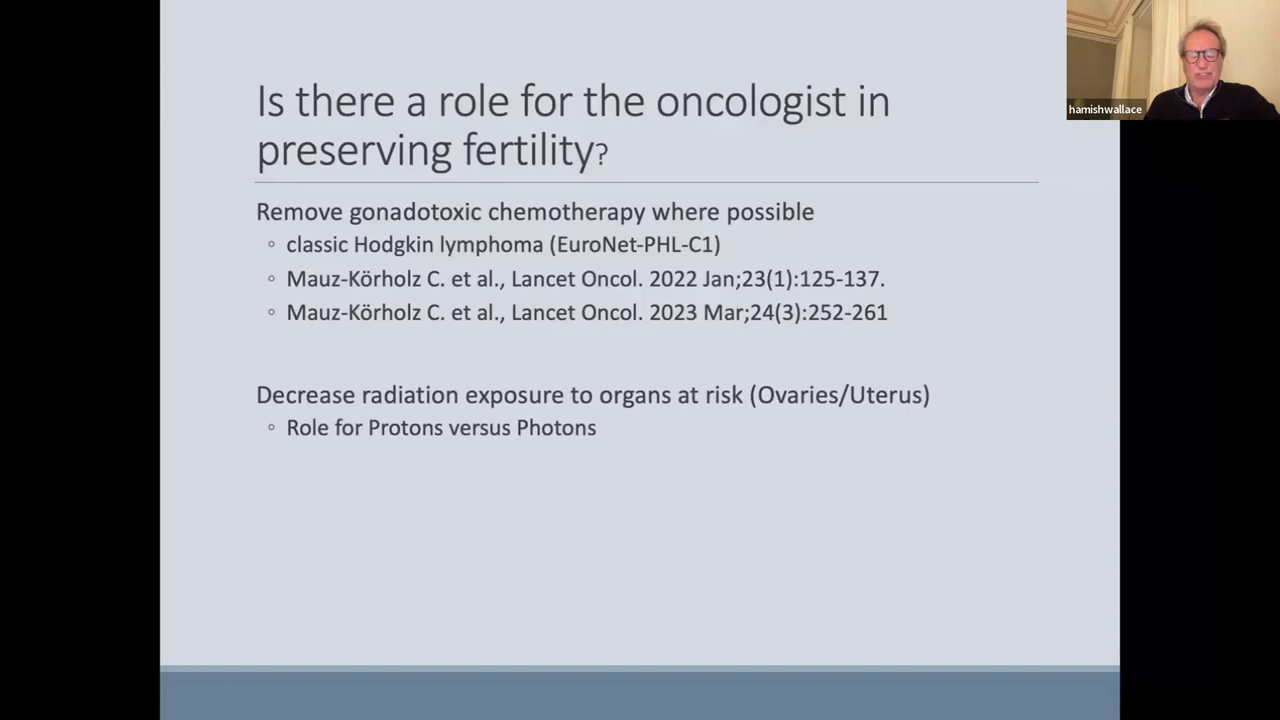 Is there a role for the oncologist in
preserving fertility?
Remove gonadotoxic chemotherapy where possible
◦ classic Hodgkin lymphoma (EuroNet-PHL-C1)
◦ Mauz-Körholz C. et al., Lancet Oncol. 2022 Jan;23(1):125-137.
◦ Mauz-Körholz C. et al., Lancet Oncol. 2023 Mar;24(3):252-261
Decrease radiation exposure to organs at risk (Ovaries/Uterus)
◦ Role for Protons versus Photons
hamishwallace